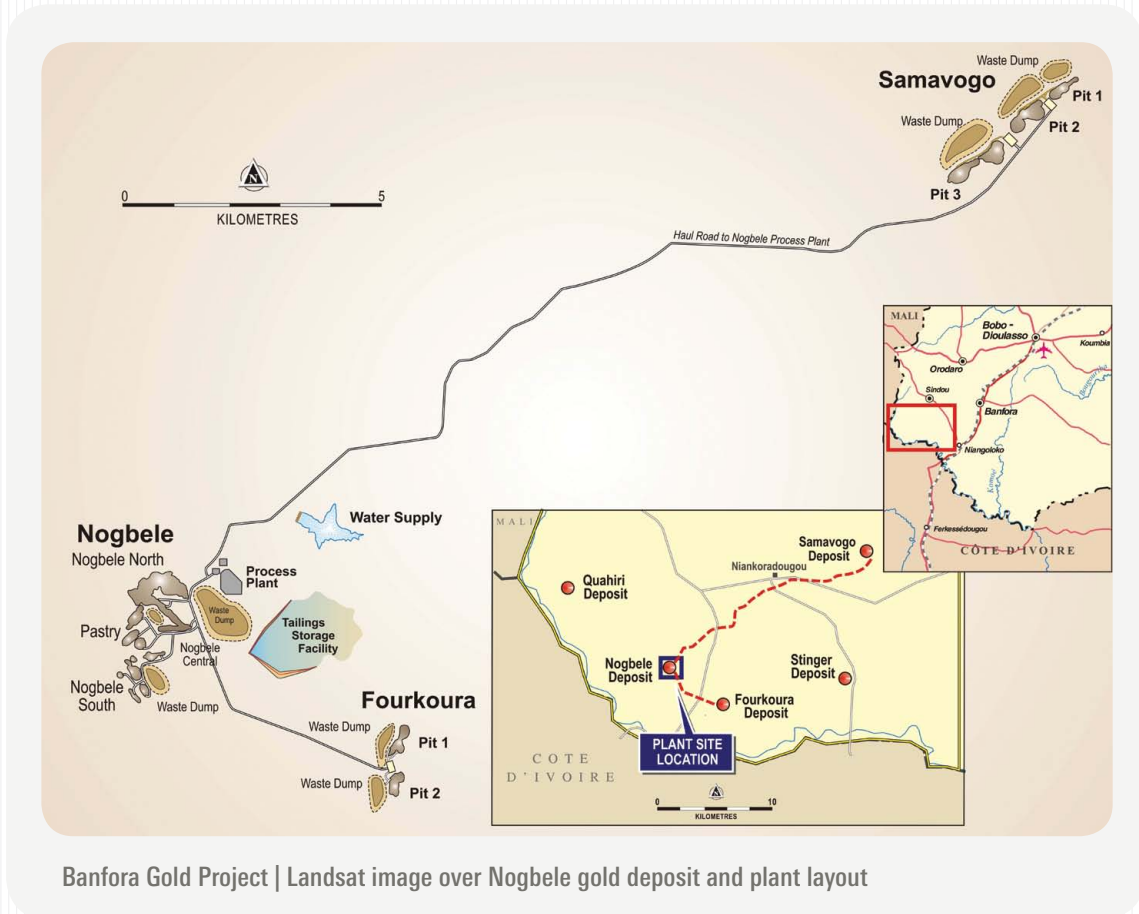 Waste Dump
Samavogo
Pit 1
Waste Dump
Pit 2
Pit 3
0 5
KILOMETRES
N
Haul Road to Nogbele Process Plant
MALI
Bobo -
Dioulasso
Koumbia
Orodaro
Sindou
Banfora
Niangoloko
Komoé
Ferkessédougou
CÔTE D'IVOIRE
Water Supply
Nogbele
Nogbele North
Process
Plant
Waste
Dump
Pastry
Nogbele
Central
Tailings
Storage
Facility
Nogbele
South
Waste Dump
Fourkoura
Waste Dump
Pit 1
Waste Dump
Pit 2
MALI
Samavogo
Deposit
Niankoradougou
Quahiri
Deposit
Nogbele
Deposit
Stinger
Deposit
Fourkoura
Deposit
PLANT SITE
LOCATION
COTE
D'IVOIRE
N
0 10
KILOMETRES
Banfora Gold Project | Landsat image over Nogbele gold deposit and plant layout